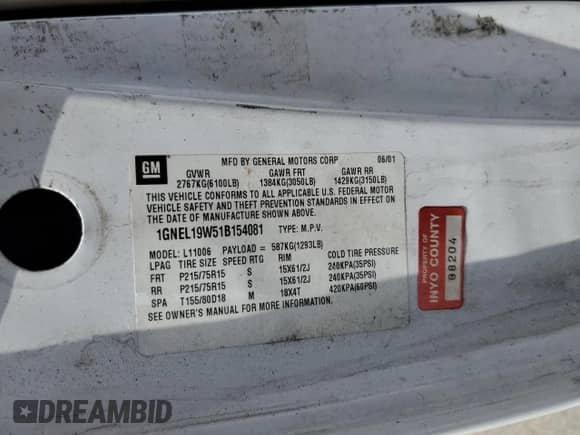 GM
MFD BY GENERAL MOTORS CORP 06/01
GVWR GAWR FRT GAWR RR
2767KG(6100LB) 1384KG(3050LB) 1429KG(3150LB)
THIS VEHICLE CONFORMS TO ALL APPLICABLE U.S. FEDERAL MOTOR
VEHICLE SAFETY AND THEFT PREVENTION STANDARDS IN EFFECT ON
THE DATE OF MANUFACTURE SHOWN ABOVE.
1GNEL19W51B154081 TYPE: M.P.V.
MODEL: L11006 PAYLOAD = 587KG(1293LB)
LPAG TIRE SIZE SPEED RTG RIM COLD TIRE PRESSURE
FRT P215/75R15 S 15X61/2J 240KPA(35PSI)
RR P215/75R15 S 15X61/2J 240KPA(35PSI)
SPA T155/80D18 M 18X4T 420KPA(60PSI)
SEE OWNER'S MANUAL FOR MORE INFORMATION.
PROPERTY OF
INYO COUNTY
08204
DREAMBID